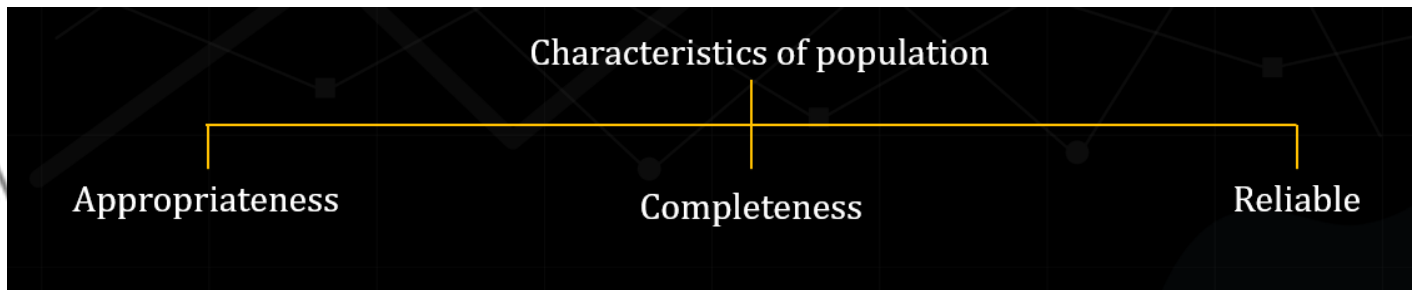 Characteristics of population
Appropriateness
Completeness
Reliable